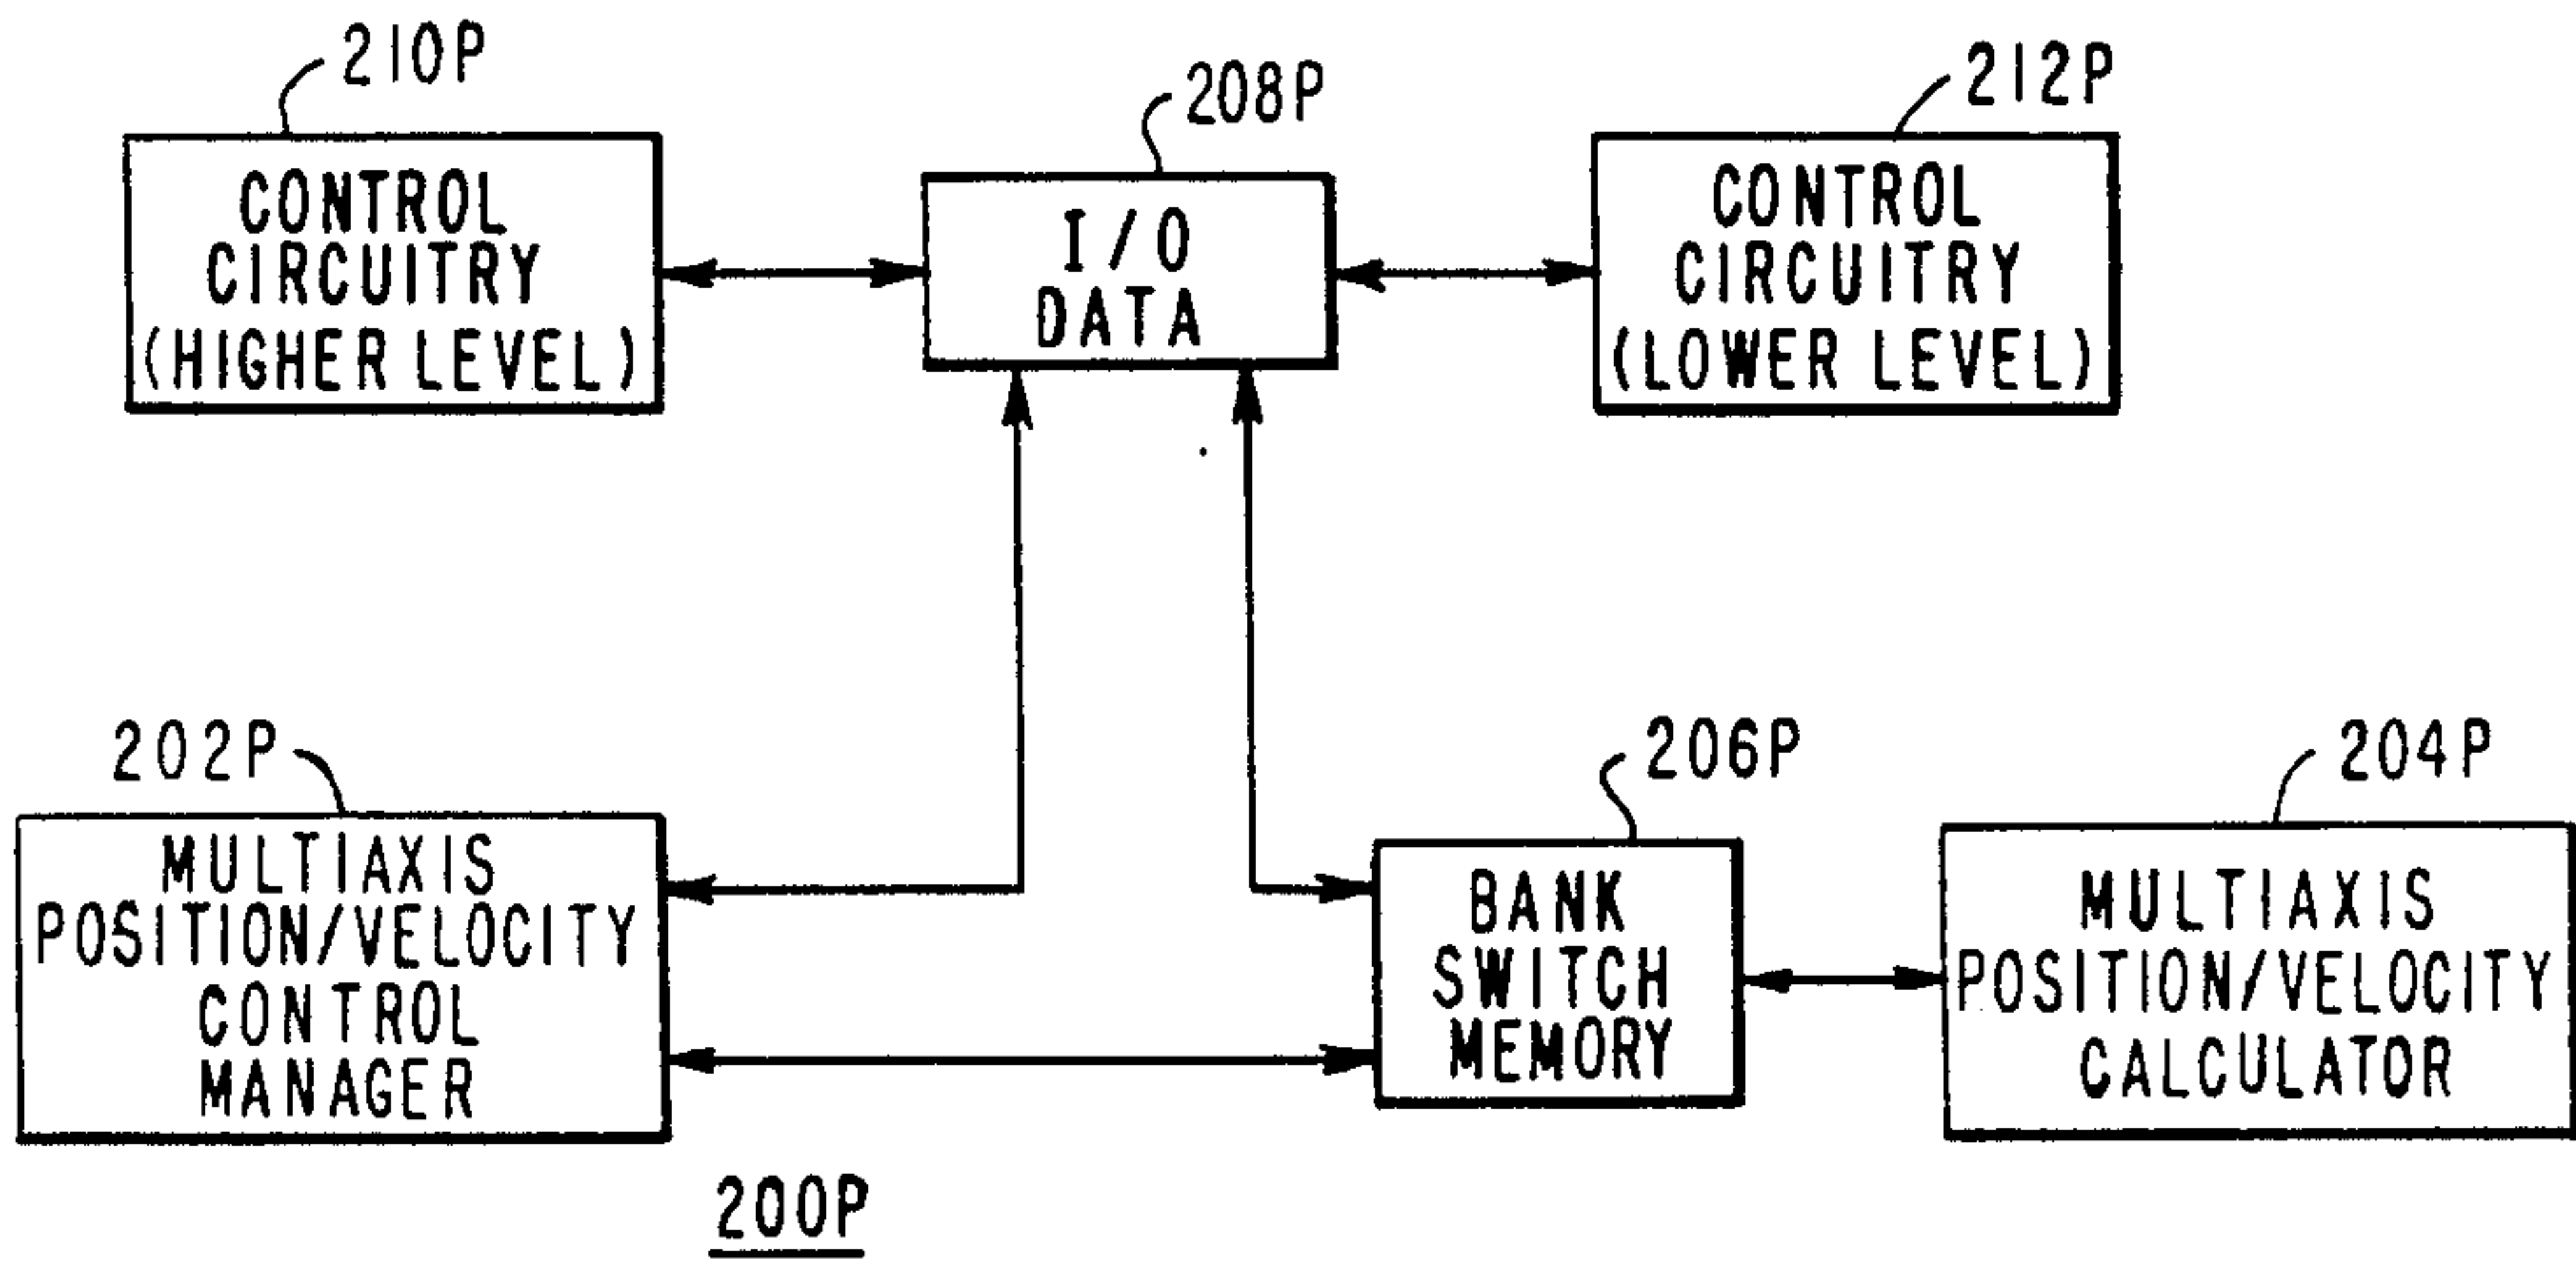 210P
CONTROL
CIRCUITRY
(HIGHER LEVEL)
208P
I/O
DATA
212P
CONTROL
CIRCUITRY
(LOWER LEVEL)
202P
MULTIAXIS
POSITION/VELOCITY
CONTROL
MANAGER
206P
BANK
SWITCH
MEMORY
204P
MULTIAXIS
POSITION/VELOCITY
CALCULATOR
200P